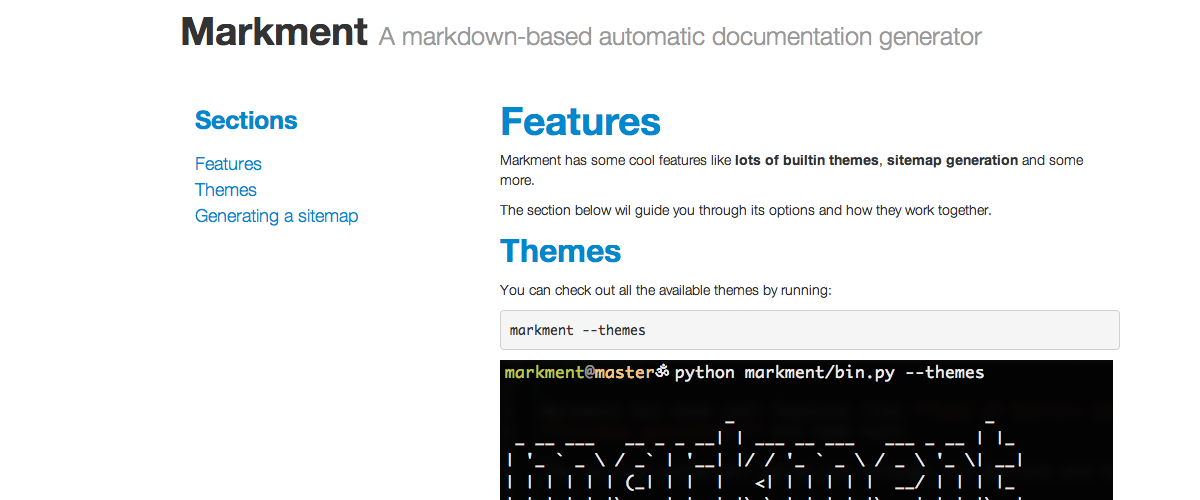 Markment A markdown-based automatic documentation generator
Sections
Features
Themes
Generating a sitemap
Features
Markment has some cool features like lots of builtin themes, sitemap generation and some
more.
The section below wil guide you through its options and how they work together.
Themes
You can check out all the available themes by running:
markment --themes
markment@master🕉 python markment/bin.py --themes
markment